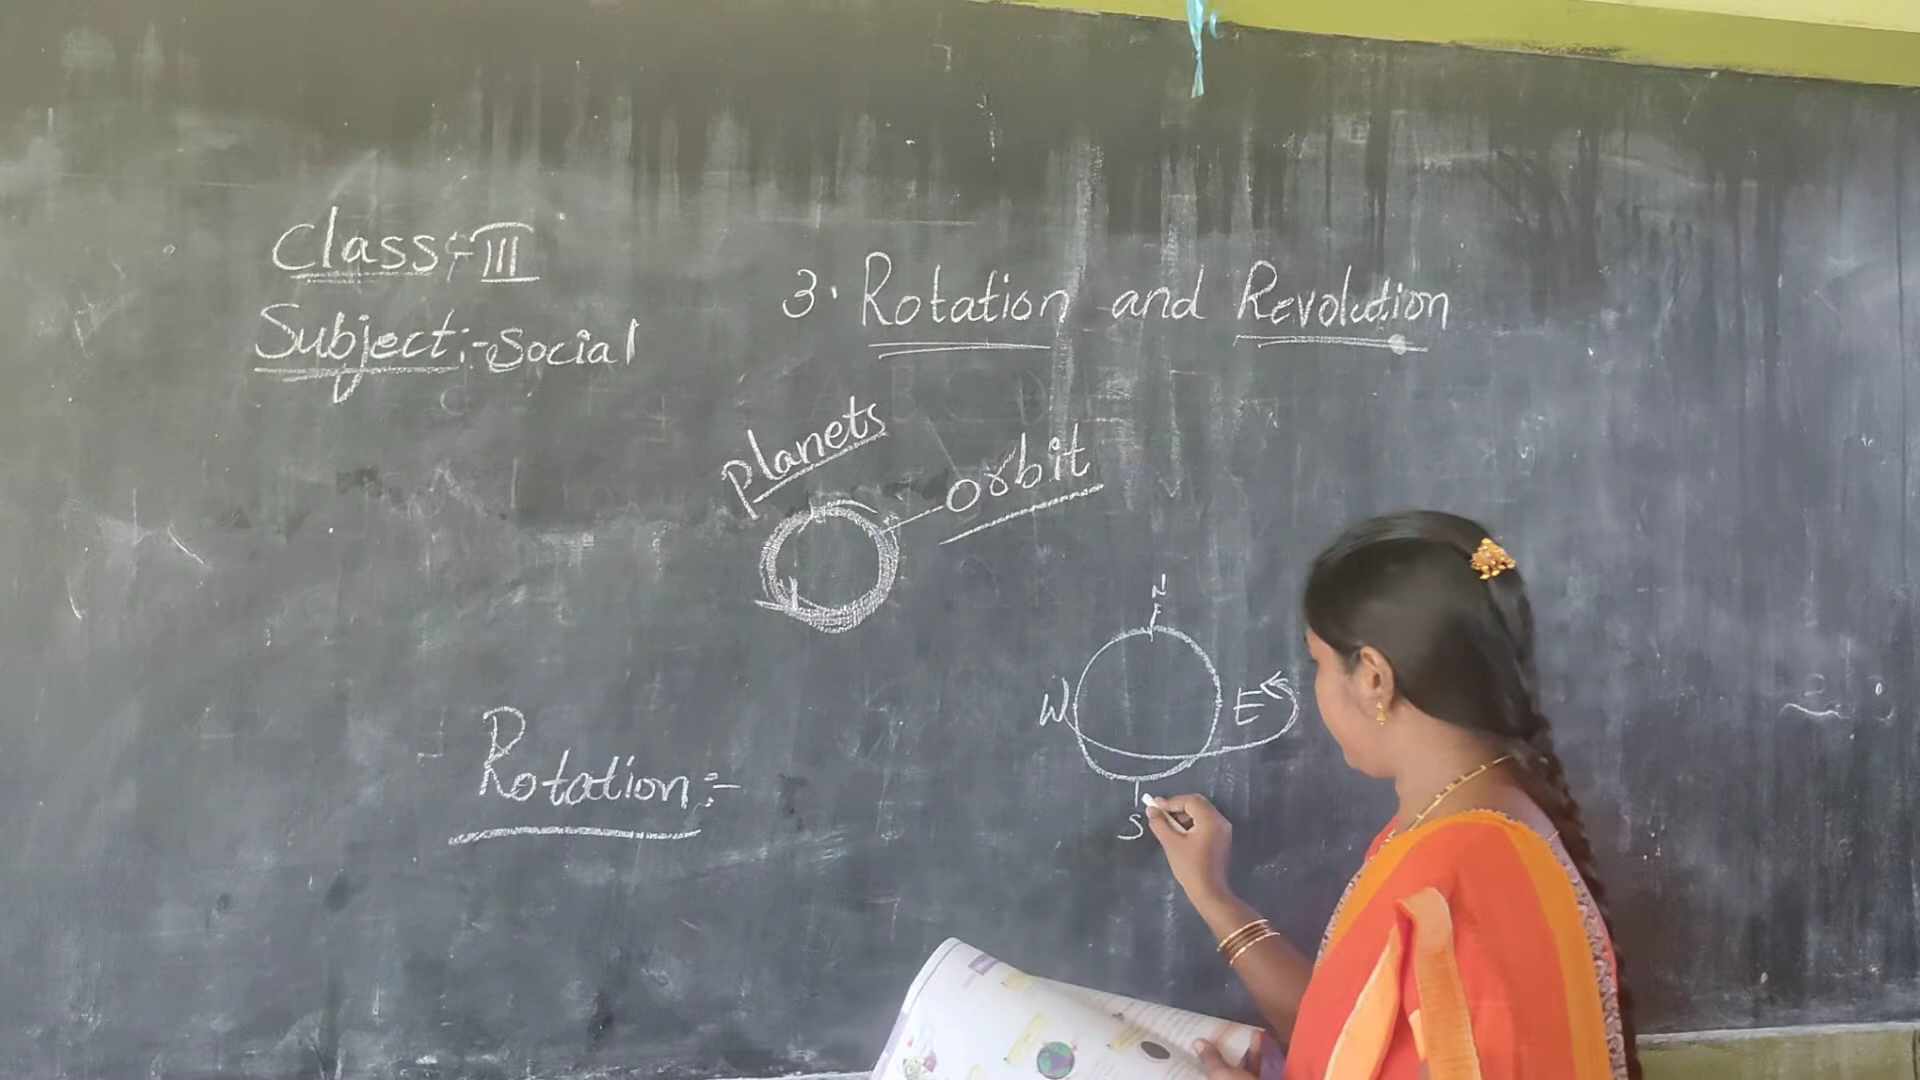 Class:-III
Subject:-Social
3. Rotation and Revolution
Planets
orbit
N
W
E
S
Rotation:-